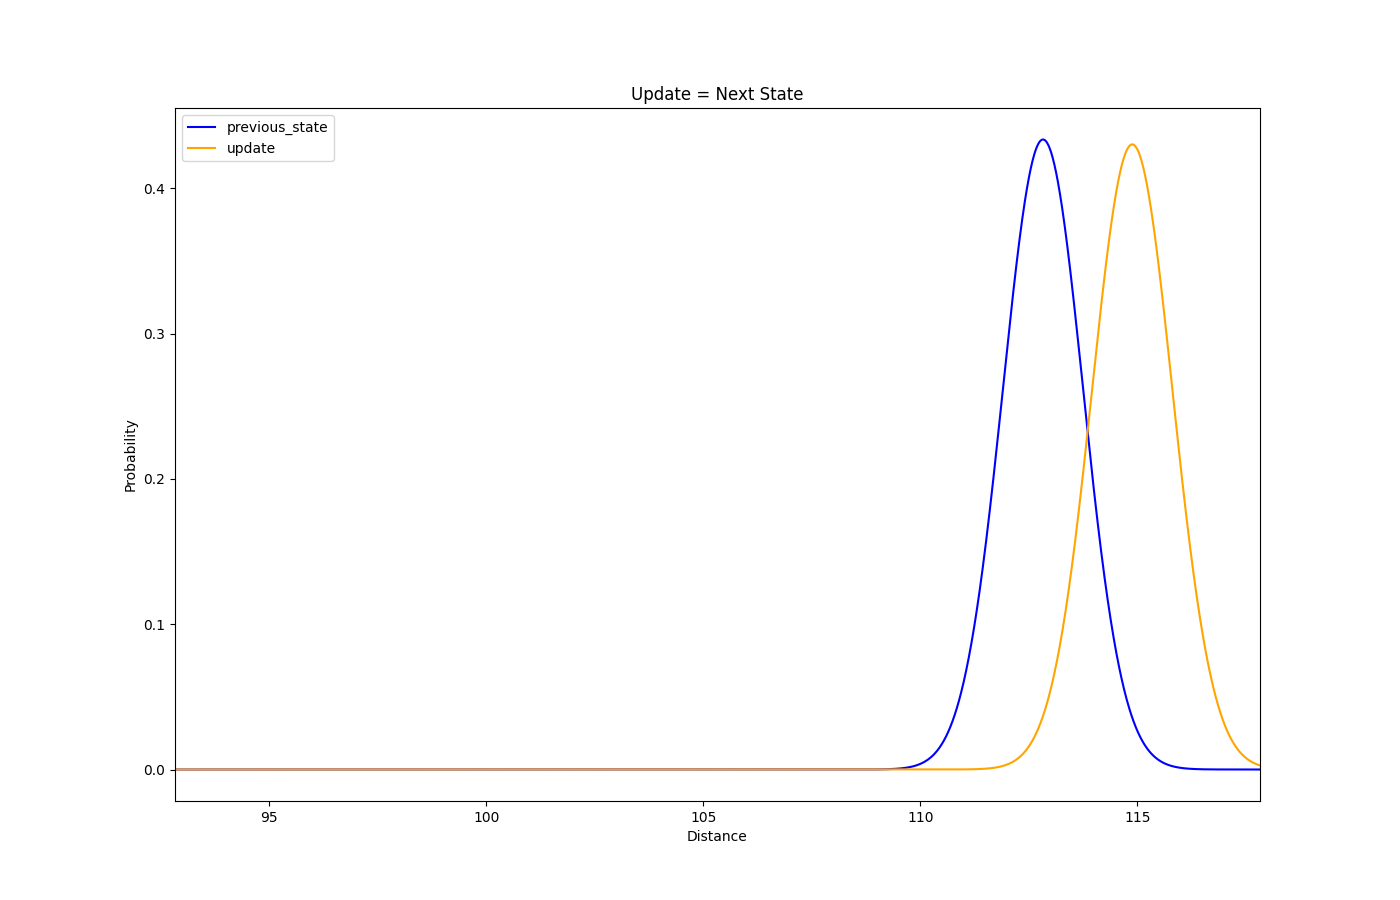 Update = Next State
previous_state
update
0.4
0.3
0.2
0.1
0.0
Probability
95 100 105 110 115
Distance